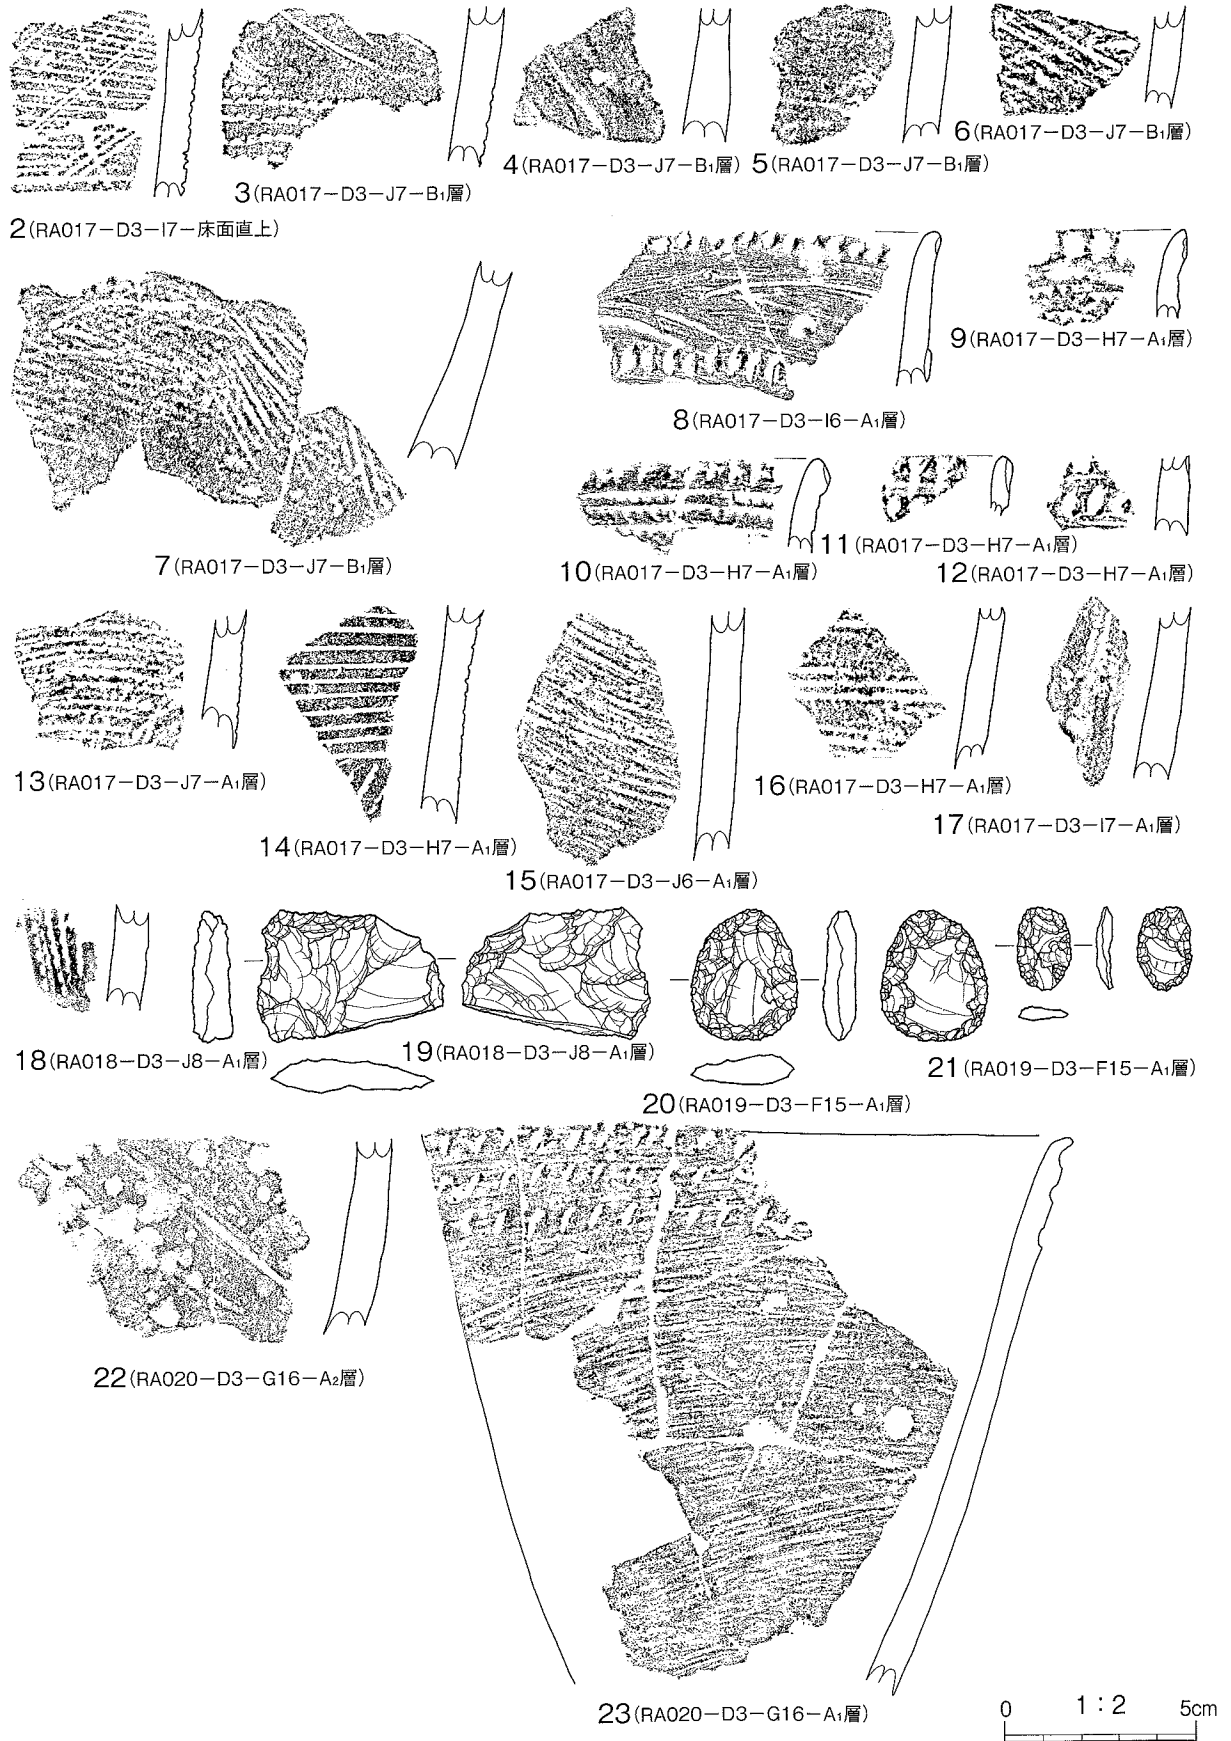 2(RA017-D3-I7-床面直上)
3(RA017-D3-J7-B₁層)
4(RA017-D3-J7-B₁層)
5(RA017-D3-J7-B₁層)
6(RA017-D3-J7-B₁層)
7(RA017-D3-J7-B₁層)
8(RA017-D3-I6-A₁層)
9(RA017-D3-H7-A₁層)
10(RA017-D3-H7-A₁層)
11(RA017-D3-H7-A₁層)
12(RA017-D3-H7-A₁層)
13(RA017-D3-J7-A₁層)
14(RA017-D3-H7-A₁層)
15(RA017-D3-J6-A₁層)
16(RA017-D3-H7-A₁層)
17(RA017-D3-I7-A₁層)
18(RA018-D3-J8-A₁層)
19(RA018-D3-J8-A₁層)
20(RA019-D3-F15-A₁層)
21(RA019-D3-F15-A₁層)
22(RA020-D3-G16-A₂層)
23(RA020-D3-G16-A₁層)
0 1:2 5cm